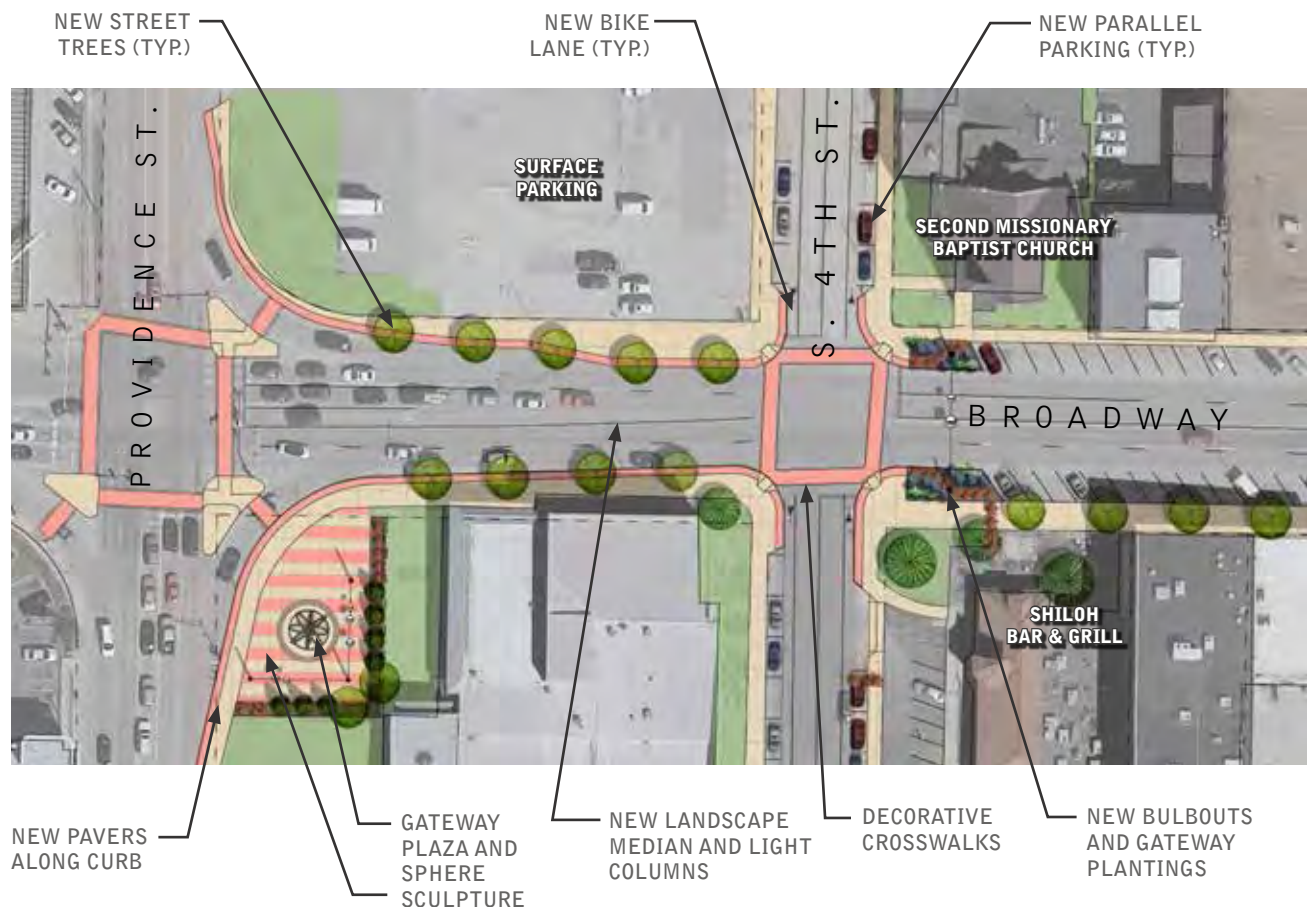 NEW STREET
TREES (TYP.)
NEW BIKE
LANE (TYP.)
NEW PARALLEL
PARKING (TYP.)
PROVIDENCE ST.
SURFACE
PARKING
S. 4TH ST.
SECOND MISSIONARY
BAPTIST CHURCH
BROADWAY
SHILOH
BAR & GRILL
NEW PAVERS
ALONG CURB
GATEWAY
PLAZA AND
SPHERE
SCULPTURE
NEW LANDSCAPE
MEDIAN AND LIGHT
COLUMNS
DECORATIVE
CROSSWALKS
NEW BULBOUTS
AND GATEWAY
PLANTINGS